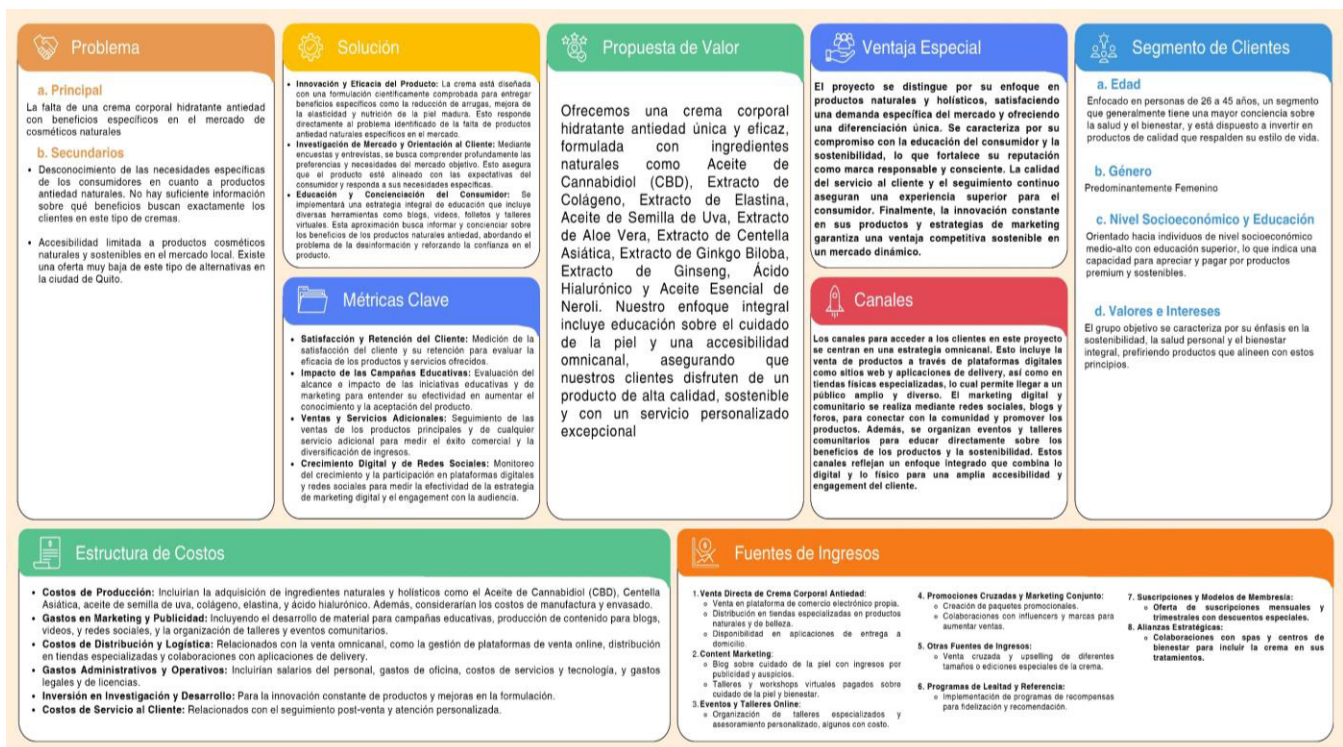 Problema
a. Principal
La falta de una crema corporal hidratante antiedad
con beneficios específicos en el mercado de
cosméticos naturales
b. Secundarios
• Desconocimiento de las necesidades específicas
de los consumidores en cuanto a productos
antiedad naturales. No hay suficiente información
sobre qué beneficios buscan exactamente los
clientes en este tipo de cremas.
• Accesibilidad limitada a productos cosméticos
naturales y sostenibles en el mercado local. Existe
una oferta muy baja de este tipo de alternativas en
la ciudad de Quito.
Solución
• Innovación y Eficacia del Producto: La crema está diseñada
con una formulación científicamente comprobada para entregar
beneficios específicos como la reducción de arrugas, mejora de
la elasticidad y nutrición de la piel madura. Esto responde
directamente al problema identificado de la falta de productos
antiedad naturales específicos en el mercado.
• Investigación de Mercado y Orientación al Cliente: Mediante
encuestas y entrevistas, se busca comprender profundamente las
preferencias y necesidades del mercado objetivo. Esto asegura
que el producto esté alineado con las expectativas del
consumidor y responda a sus necesidades específicas.
• Educación y Concienciación del Consumidor: Se
implementará una estrategia integral de educación que incluye
diversas herramientas como blogs, videos, folletos y talleres
virtuales. Esta aproximación busca informar y concienciar sobre
los beneficios de los productos naturales antiedad, abordando el
problema de la desinformación y reforzando la confianza en el
producto.
Métricas Clave
• Satisfacción y Retención del Cliente: Medición de la
satisfacción del cliente y su retención para evaluar la
eficacia de los productos y servicios ofrecidos.
• Impacto de las Campañas Educativas: Evaluación del
alcance e impacto de las iniciativas educativas y de
marketing para entender su efectividad en aumentar el
conocimiento y la aceptación del producto.
• Ventas y Servicios Adicionales: Seguimiento de las
ventas de los productos principales y de cualquier
servicio adicional para medir el éxito comercial y la
diversificación de ingresos.
• Crecimiento Digital y de Redes Sociales: Monitoreo
del crecimiento y la participación en plataformas digitales
y redes sociales para medir la efectividad de la estrategia
de marketing digital y el engagement con la audiencia.
Propuesta de Valor
Ofrecemos una crema corporal
hidratante antiedad única y eficaz,
formulada con ingredientes
naturales como Aceite de
Cannabidiol (CBD), Extracto de
Colágeno, Extracto de Elastina,
Aceite de Semilla de Uva, Extracto
de Aloe Vera, Extracto de Centella
Asiática, Extracto de Ginkgo Biloba,
Extracto de Ginseng, Ácido
Hialurónico y Aceite Esencial de
Neroli. Nuestro enfoque integral
incluye educación sobre el cuidado
de la piel y una accesibilidad
omnicanal, asegurando que
nuestros clientes disfruten de un
producto de alta calidad, sostenible
y con un servicio personalizado
excepcional
Ventaja Especial
El proyecto se distingue por su enfoque en
productos naturales y holísticos, satisfaciendo
una demanda específica del mercado y ofreciendo
una diferenciación única. Se caracteriza por su
compromiso con la educación del consumidor y la
sostenibilidad, lo que fortalece su reputación
como marca responsable y consciente. La calidad
del servicio al cliente y el seguimiento continuo
aseguran una experiencia superior para el
consumidor. Finalmente, la innovación constante
en sus productos y estrategias de marketing
garantiza una ventaja competitiva sostenible en
un mercado dinámico.
Canales
Los canales para acceder a los clientes en este proyecto
se centran en una estrategia omnicanal. Esto incluye la
venta de productos a través de plataformas digitales
como sitios web y aplicaciones de delivery, así como en
tiendas físicas especializadas, lo cual permite llegar a un
público amplio y diverso. El marketing digital y
comunitario se realiza mediante redes sociales, blogs y
foros, para conectar con la comunidad y promover los
productos. Además, se organizan eventos y talleres
comunitarios para educar directamente sobre los
beneficios de los productos y la sostenibilidad. Estos
canales reflejan un enfoque integrado que combina lo
digital y lo físico para una amplia accesibilidad y
engagement del cliente.
Segmento de Clientes
a. Edad
Enfocado en personas de 26 a 45 años, un segmento
que generalmente tiene una mayor conciencia sobre
la salud y el bienestar, y está dispuesto a invertir en
productos de calidad que respalden su estilo de vida.
b. Género
Predominantemente Femenino
c. Nivel Socioeconómico y Educación
Orientado hacia individuos de nivel socioeconómico
medio-alto con educación superior, lo que indica una
capacidad para apreciar y pagar por productos
premium y sostenibles.
d. Valores e Intereses
El grupo objetivo se caracteriza por su énfasis en la
sostenibilidad, la salud personal y el bienestar
integral, prefiriendo productos que alineen con estos
principios.
Estructura de Costos
• Costos de Producción: Incluirían la adquisición de ingredientes naturales y holísticos como el Aceite de Cannabidiol (CBD), Centella
Asiática, aceite de semilla de uva, colágeno, elastina, y ácido hialurónico. Además, considerarían los costos de manufactura y envasado.
• Gastos en Marketing y Publicidad: Incluyendo el desarrollo de material para campañas educativas, producción de contenido para blogs,
videos, y redes sociales, y la organización de talleres y eventos comunitarios.
• Costos de Distribución y Logística: Relacionados con la venta omnicanal, como la gestión de plataformas de venta online, distribución
en tiendas especializadas y colaboraciones con aplicaciones de delivery.
• Gastos Administrativos y Operativos: Incluirían salarios del personal, gastos de oficina, costos de servicios y tecnología, y gastos
legales y de licencias.
• Inversión en Investigación y Desarrollo: Para la innovación constante de productos y mejoras en la formulación.
• Costos de Servicio al Cliente: Relacionados con el seguimiento post-venta y atención personalizada.
Fuentes de Ingresos
1. Venta Directa de Crema Corporal Antiedad:
◦ Venta en plataforma de comercio electrónico propia.
◦ Distribución en tiendas especializadas en productos
naturales y de belleza.
◦ Disponibilidad en aplicaciones de entrega a
domicilio.
2. Content Marketing:
◦ Blog sobre cuidado de la piel con ingresos por
publicidad y auspicios.
◦ Talleres y workshops virtuales pagados sobre
cuidado de la piel y bienestar.
3. Eventos y Talleres Online:
◦ Organización de talleres especializados y
asesoramiento personalizado, algunos con costo.
4. Promociones Cruzadas y Marketing Conjunto:
◦ Creación de paquetes promocionales.
◦ Colaboraciones con influencers y marcas para
aumentar ventas.
5. Otras Fuentes de Ingresos:
◦ Venta cruzada y upselling de diferentes
tamaños o ediciones especiales de la crema.
6. Programas de Lealtad y Referencia:
◦ Implementación de programas de recompensas
para fidelización y recomendación.
7. Suscripciones y Modelos de Membresía:
◦ Oferta de suscripciones mensuales y
trimestrales con descuentos especiales.
8. Alianzas Estratégicas:
◦ Colaboraciones con spas y centros de
bienestar para incluir la crema en sus
tratamientos.